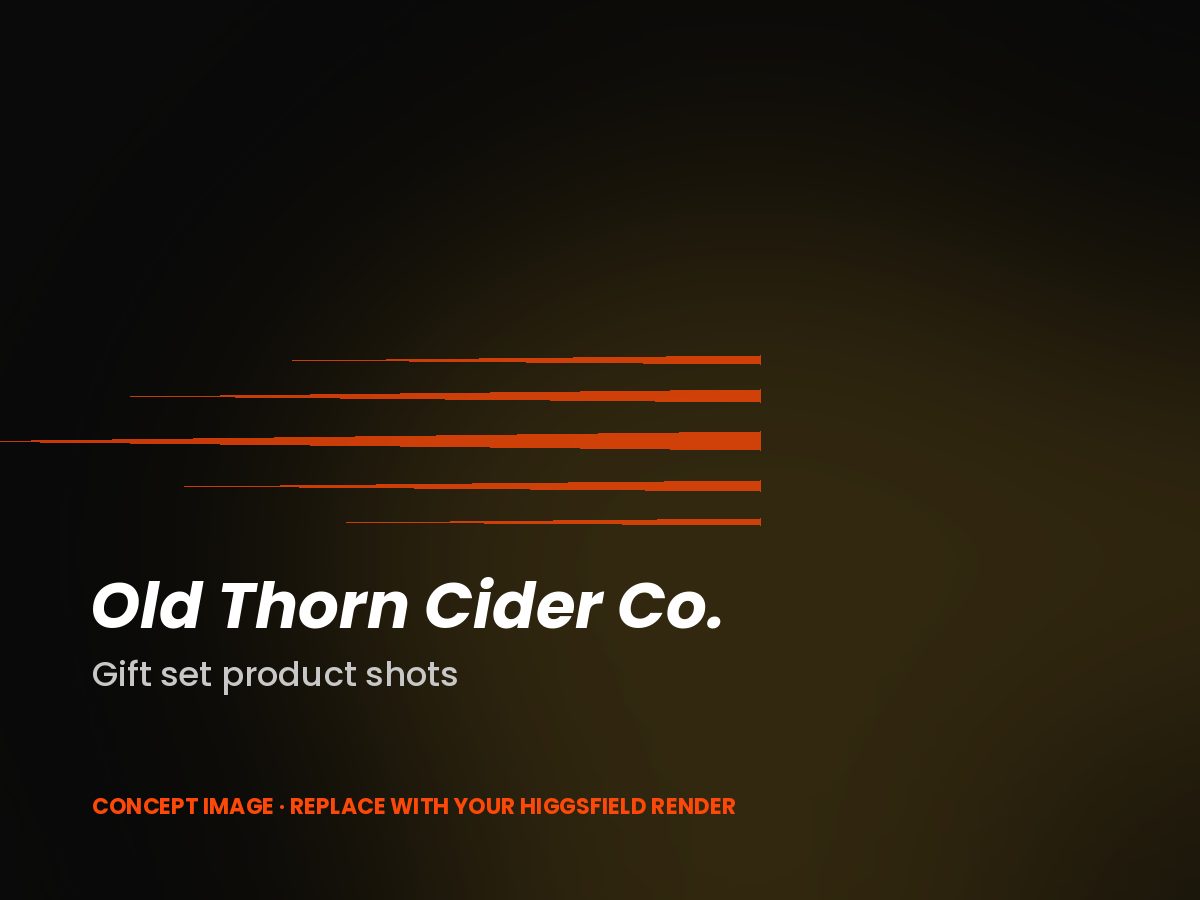 Old Thorn Cider Co.
Gift set product shots
CONCEPT IMAGE · REPLACE WITH YOUR HIGGSFIELD RENDER